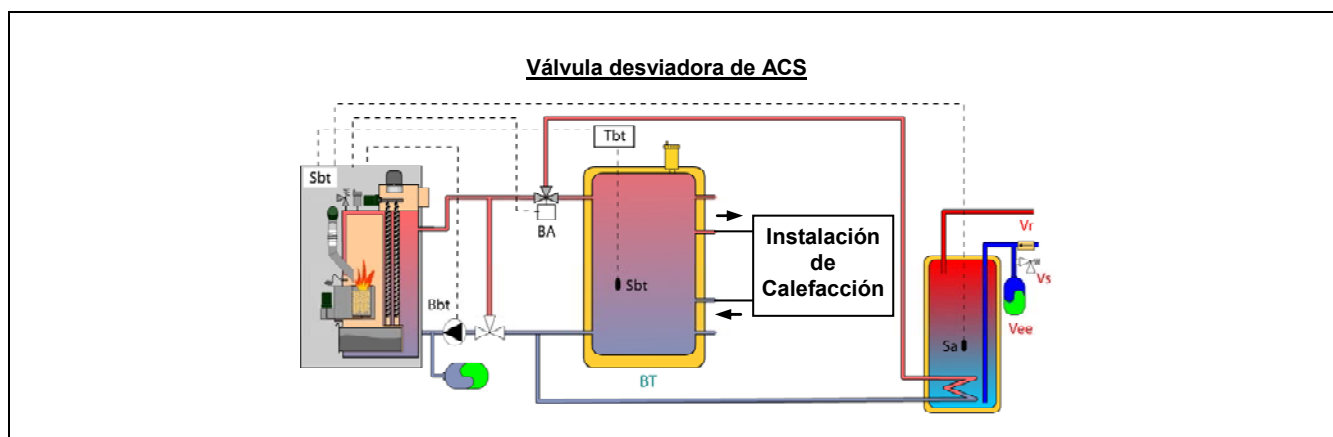 Válvula desviadora de ACS
Tbt
Sbt
BA
Instalación
de
Calefacción
Vr
Vs
Vee
Bbt
Sbt
Sa
BT